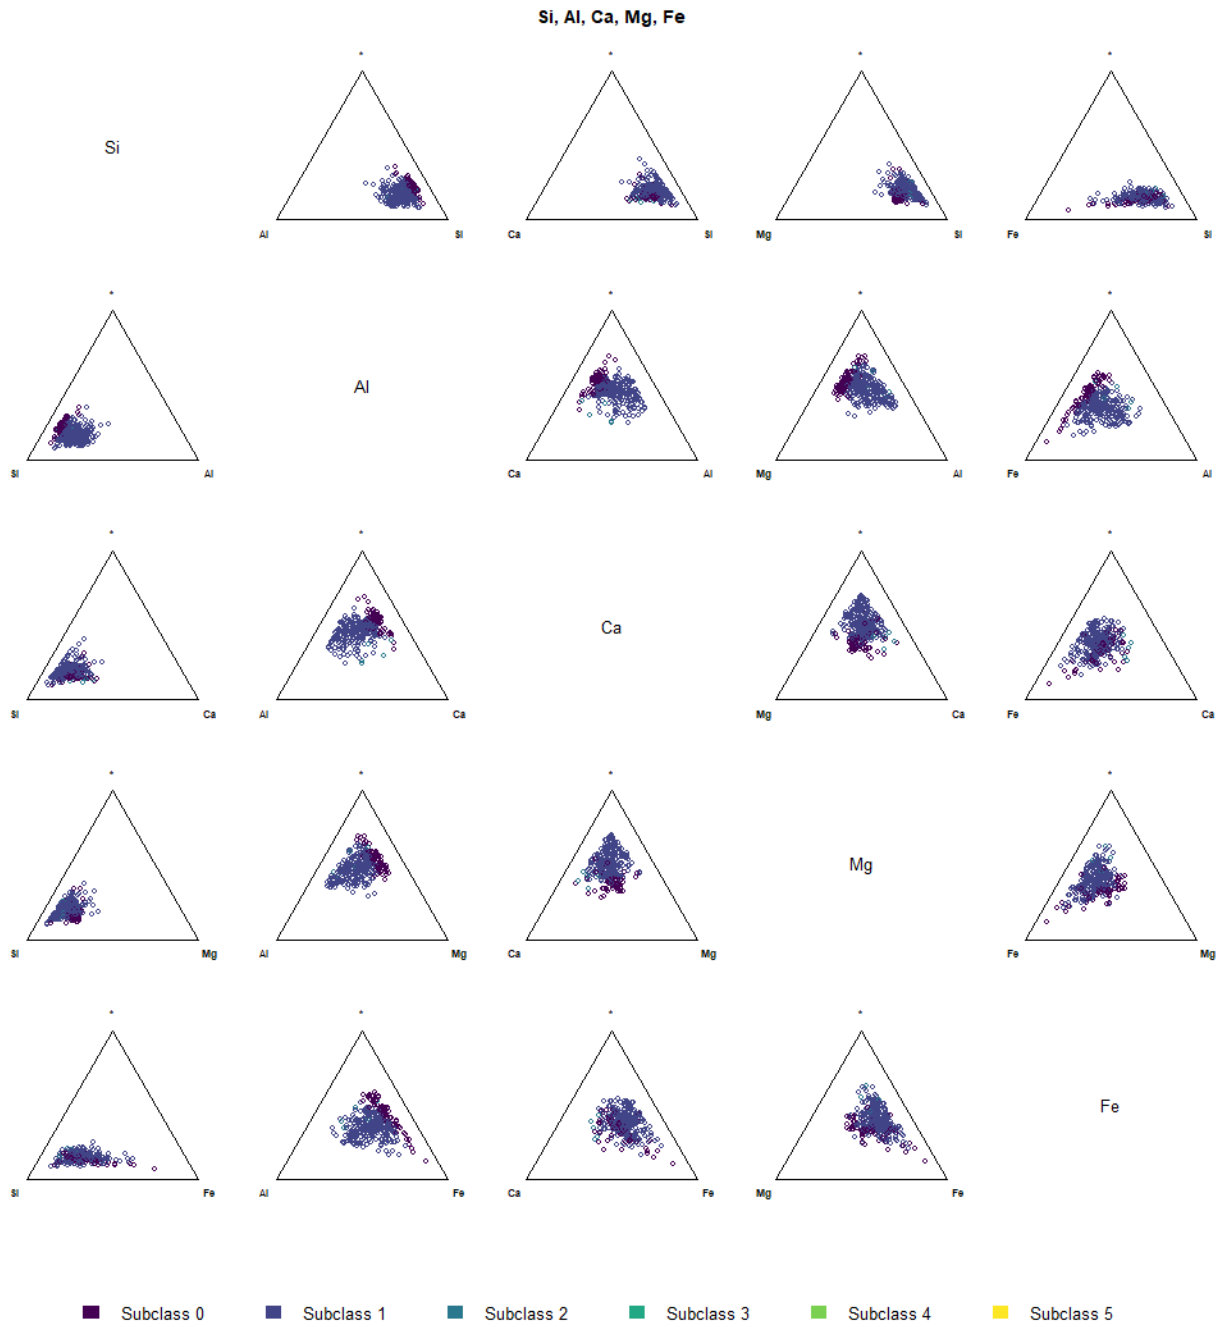 Si, Al, Ca, Mg, Fe
* * * *
Si
Al Si Ca Si Mg Si Fe Si
* * * *
Al
Si Al Ca Al Mg Al Fe Al
* * * *
Ca
Si Ca Al Ca Mg Ca Fe Ca
* * * *
Mg
Si Mg Al Mg Ca Mg Fe Mg
* * * *
Fe
Si Fe Al Fe Ca Fe Mg Fe
Subclass 0 Subclass 1 Subclass 2 Subclass 3 Subclass 4 Subclass 5